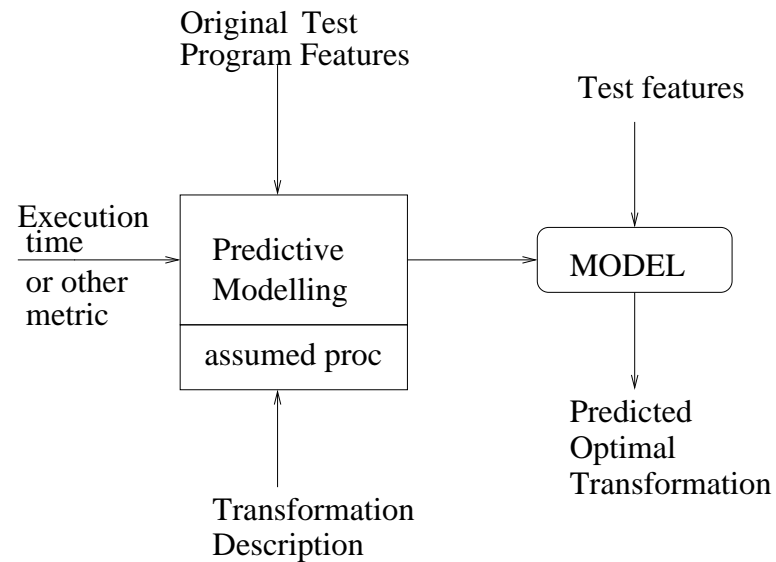 Original Test
Program Features
Test features
Execution
time
or other
metric
Predictive
Modelling
assumed proc
MODEL
Predicted
Optimal
Transformation
Transformation
Description